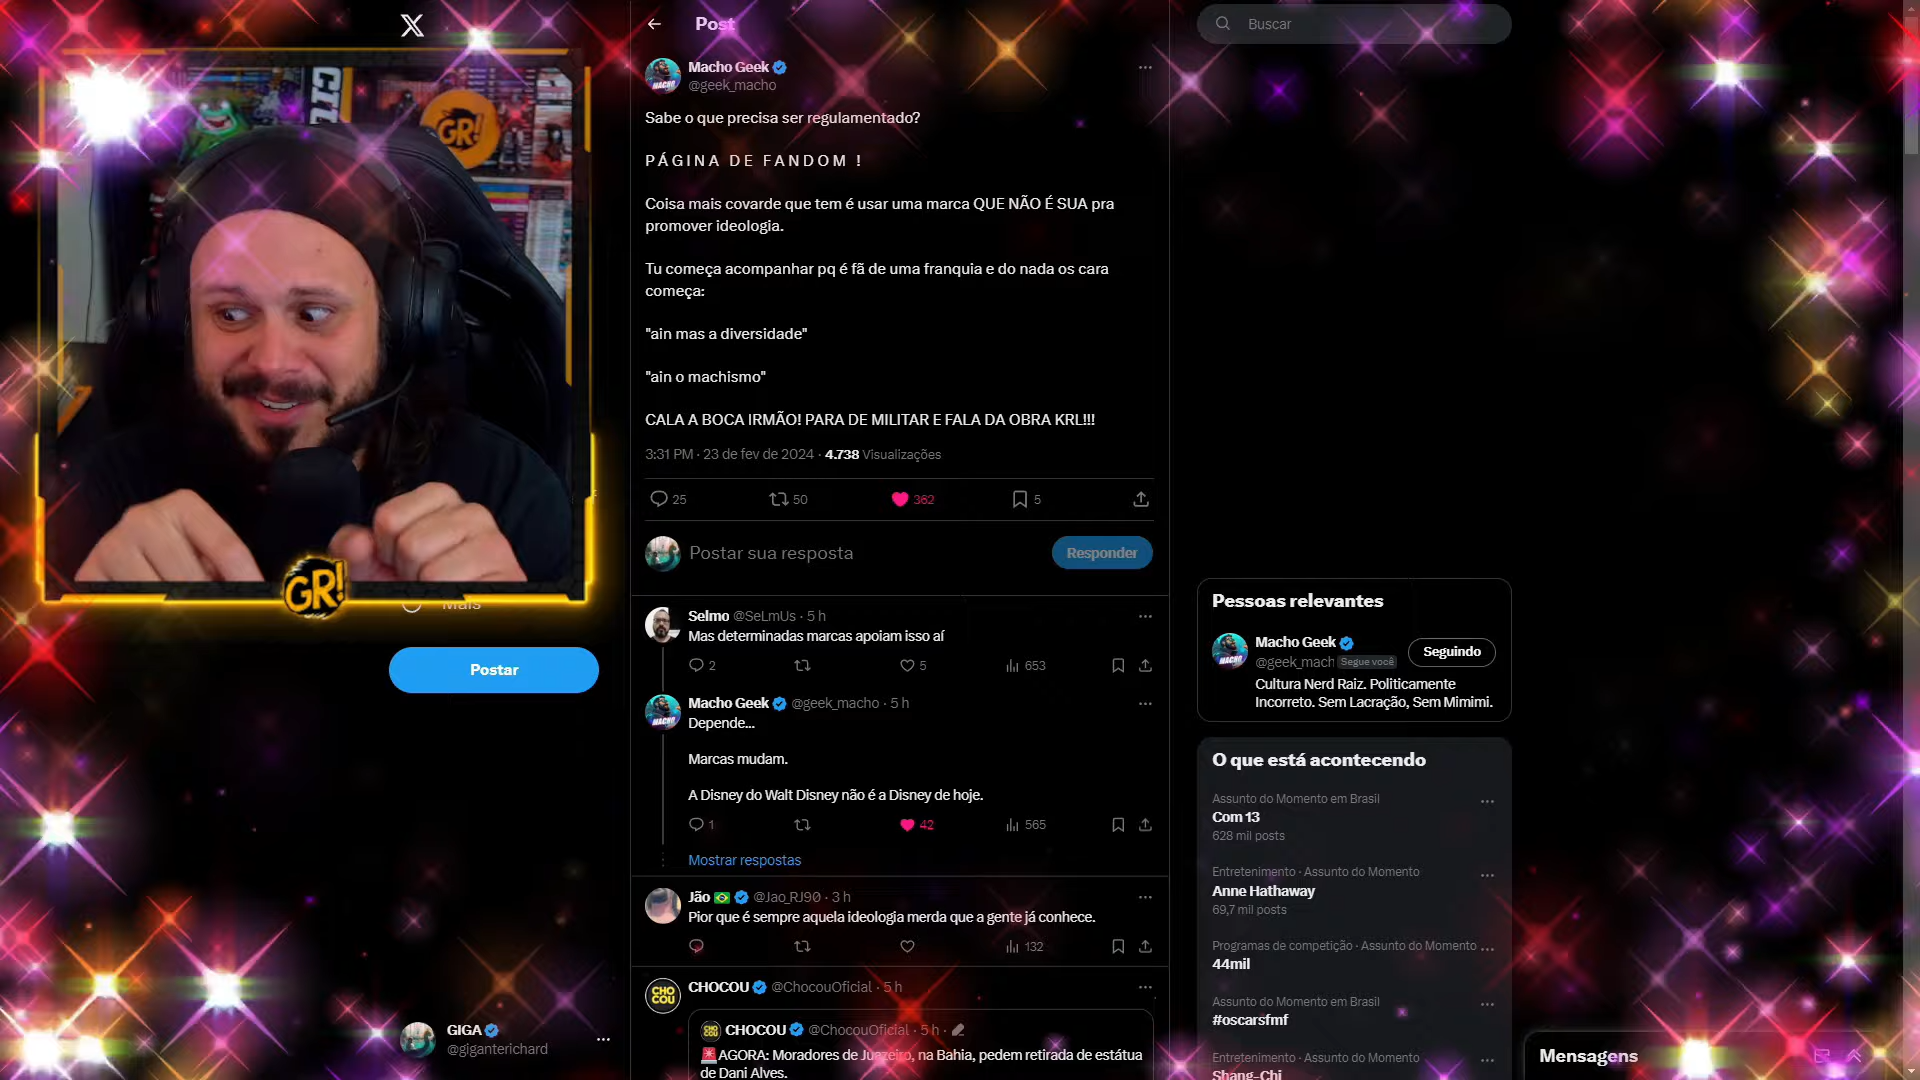 Post
Buscar
Macho Geek
@geek_macho
Sabe o que precisa ser regulamentado?
PÁGINA DE FANDOM !
Coisa mais covarde que tem é usar uma marca QUE NÃO É SUA pra
promover ideologia.
Tu começa acompanhar pq é fã de uma franquia e do nada os cara
começa:
"ain mas a diversidade"
"ain o machismo"
CALA A BOCA IRMÃO! PARA DE MILITAR E FALA DA OBRA KRL!!!
3:31 PM · 23 de fev de 2024 · 4.738 Visualizações
25 50 362 5
Postar sua resposta
Responder
Selmo @SeLmUs · 5 h
Mas determinadas marcas apoiam isso aí
2 5 653
Macho Geek @geek_macho · 5 h
Depende...
Marcas mudam.
A Disney do Walt Disney não é a Disney de hoje.
1 42 565
Mostrar respostas
Jão @Jao_RJ90 · 3 h
Pior que é sempre aquela ideologia merda que a gente já conhece.
132
CHOCOU @ChocouOficial · 5 h
CHO
COU
CHOCOU @ChocouOficial · 5 h ·
AGORA: Moradores de Juazeiro, na Bahia, pedem retirada de estátua
de Dani Alves.
GR!
GR!
Mais
Postar
GIGA
@giganterichard
Pessoas relevantes
Macho Geek
@geek_mach Segue você
Seguindo
Cultura Nerd Raiz. Politicamente
Incorreto. Sem Lacração, Sem Mimimi.
O que está acontecendo
Assunto do Momento em Brasil
Com 13
628 mil posts
Entretenimento · Assunto do Momento
Anne Hathaway
69,7 mil posts
Programas de competição · Assunto do Momento
44mil
Assunto do Momento em Brasil
#oscarsfmf
Entretenimento · Assunto do Momento
Shang-Chi
Mensagens